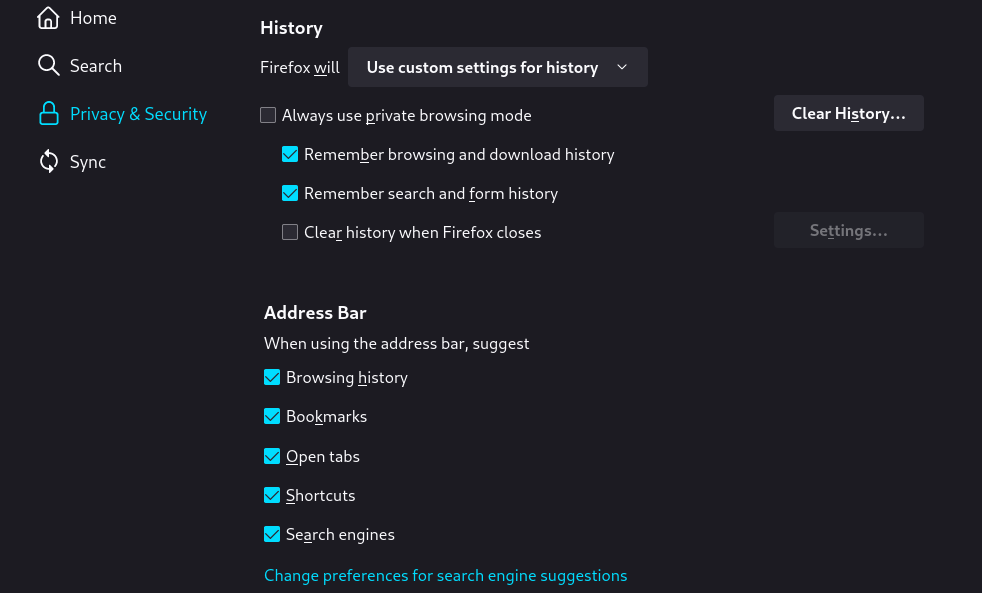 Home
Search
Privacy & Security
Sync
History
Firefox will Use custom settings for history
Always use private browsing mode
Clear History…
Remember browsing and download history
Remember search and form history
Clear history when Firefox closes
Settings…
Address Bar
When using the address bar, suggest
Browsing history
Bookmarks
Open tabs
Shortcuts
Search engines
Change preferences for search engine suggestions